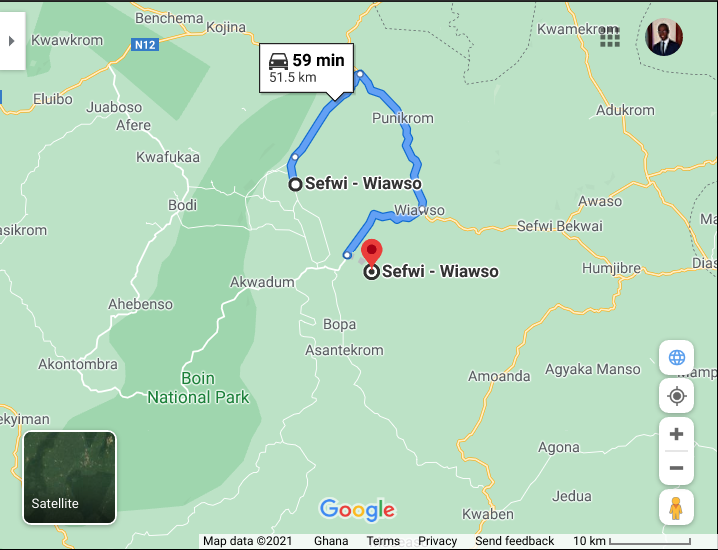 Benchema
Kojina
Kwamekrom
Kwawkrom
N12
59 min
51.5 km
Eluibo
Juaboso
Afere
Punikrom
Adukrom
Kwafukaa
Sefwi - Wiawso
Bodi
Wiawso
Awaso
Sefwi Bekwai
asikrom
Ma
Dias
Sefwi - Wiawso
Humjibre
Akwadum
Ahebenso
Bopa
Asantekrom
Akontombra
Boin
National Park
Amoanda
Agyaka Manso
Mamp
ekyiman
Agona
Satellite
Jedua
Google
Kwaben
Map data ©2021
Ghana
Terms
Privacy
Send feedback
10 km